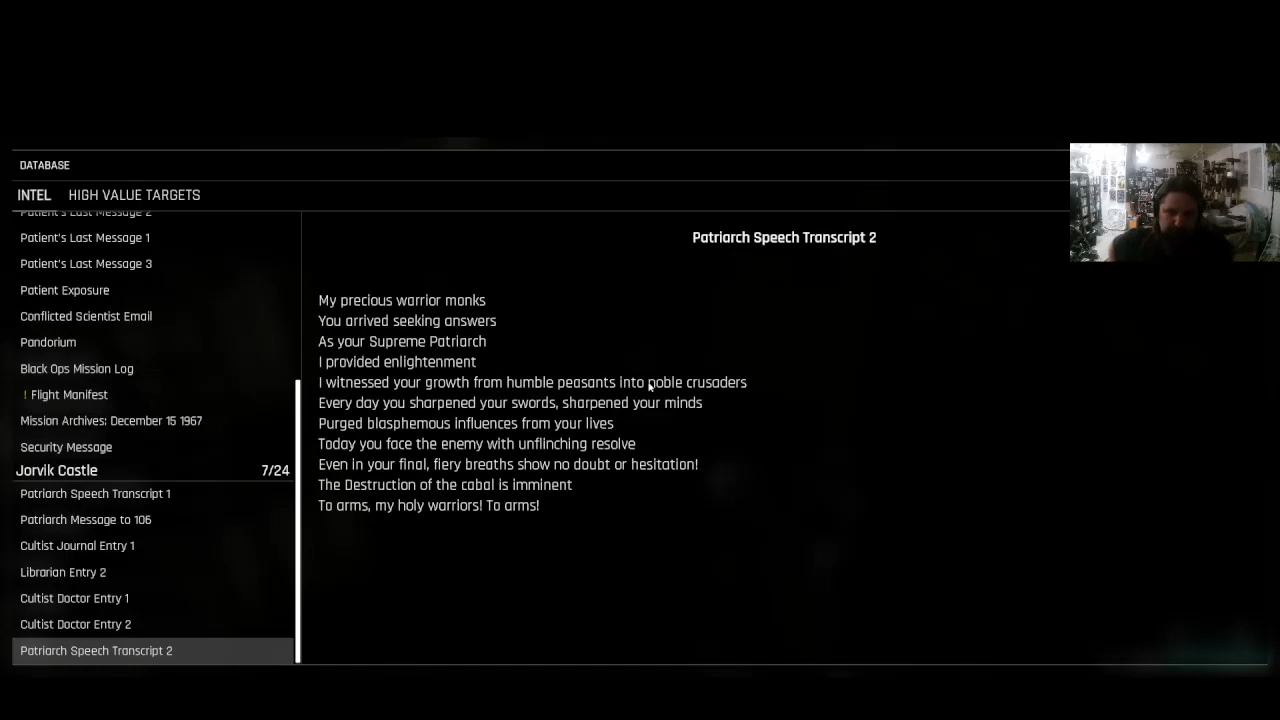 DATABASE
INTEL HIGH VALUE TARGETS
Patient's Last Message 2
Patient's Last Message 1
Patient's Last Message 3
Patient Exposure
Conflicted Scientist Email
Pandorium
Black Ops Mission Log
! Flight Manifest
Mission Archives: December 15 1967
Security Message
Jorvik Castle 7/24
Patriarch Speech Transcript 1
Patriarch Message to 106
Cultist Journal Entry 1
Librarian Entry 2
Cultist Doctor Entry 1
Cultist Doctor Entry 2
Patriarch Speech Transcript 2
Patriarch Speech Transcript 2
My precious warrior monks
You arrived seeking answers
As your Supreme Patriarch
I provided enlightenment
I witnessed your growth from humble peasants into noble crusaders
Every day you sharpened your swords, sharpened your minds
Purged blasphemous influences from your lives
Today you face the enemy with unflinching resolve
Even in your final, fiery breaths show no doubt or hesitation!
The Destruction of the cabal is imminent
To arms, my holy warriors! To arms!